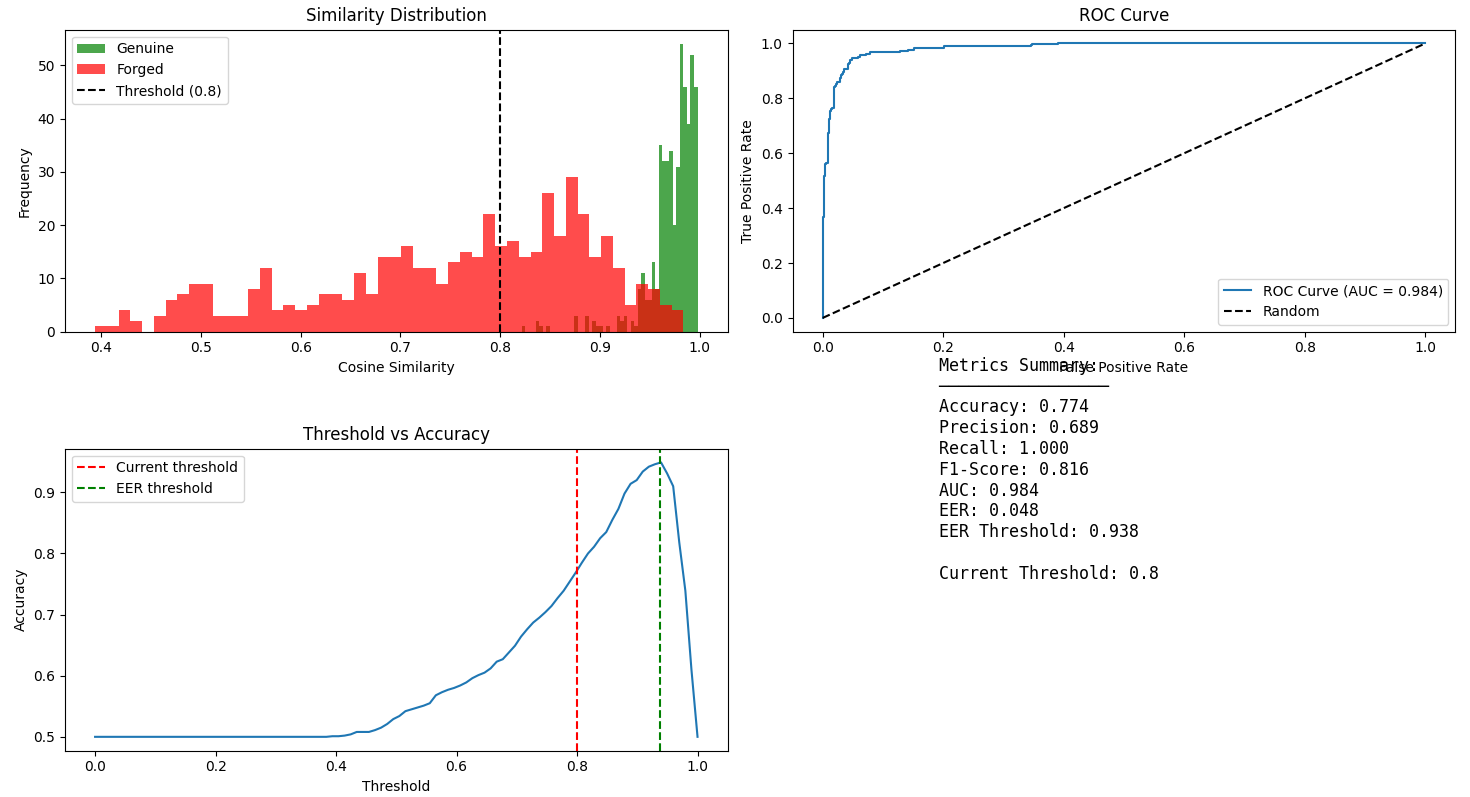 Similarity Distribution
Genuine
Forged
Threshold (0.8)
Frequency
50
40
30
20
10
0
0.4 0.5 0.6 0.7 0.8 0.9 1.0
Cosine Similarity
ROC Curve
True Positive Rate
1.0
0.8
0.6
0.4
0.2
0.0
ROC Curve (AUC = 0.984)
Random
0.0 0.2 0.4 0.6 0.8 1.0
False Positive Rate
Threshold vs Accuracy
Current threshold
EER threshold
Accuracy
0.9
0.8
0.7
0.6
0.5
0.0 0.2 0.4 0.6 0.8 1.0
Threshold
Metrics Summary:
Accuracy: 0.774
Precision: 0.689
Recall: 1.000
F1-Score: 0.816
AUC: 0.984
EER: 0.048
EER Threshold: 0.938
Current Threshold: 0.8